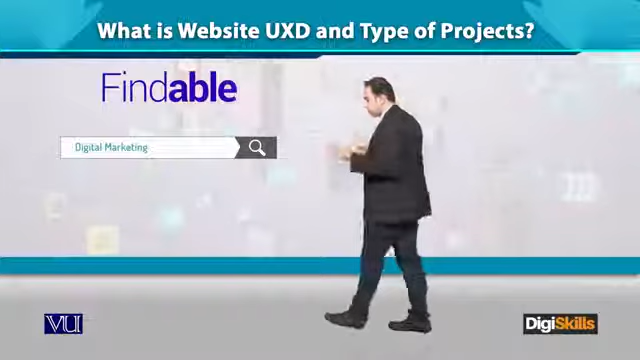 What is Website UXD and Type of Projects?
Findable
Digital Marketing
VU
DigiSkills